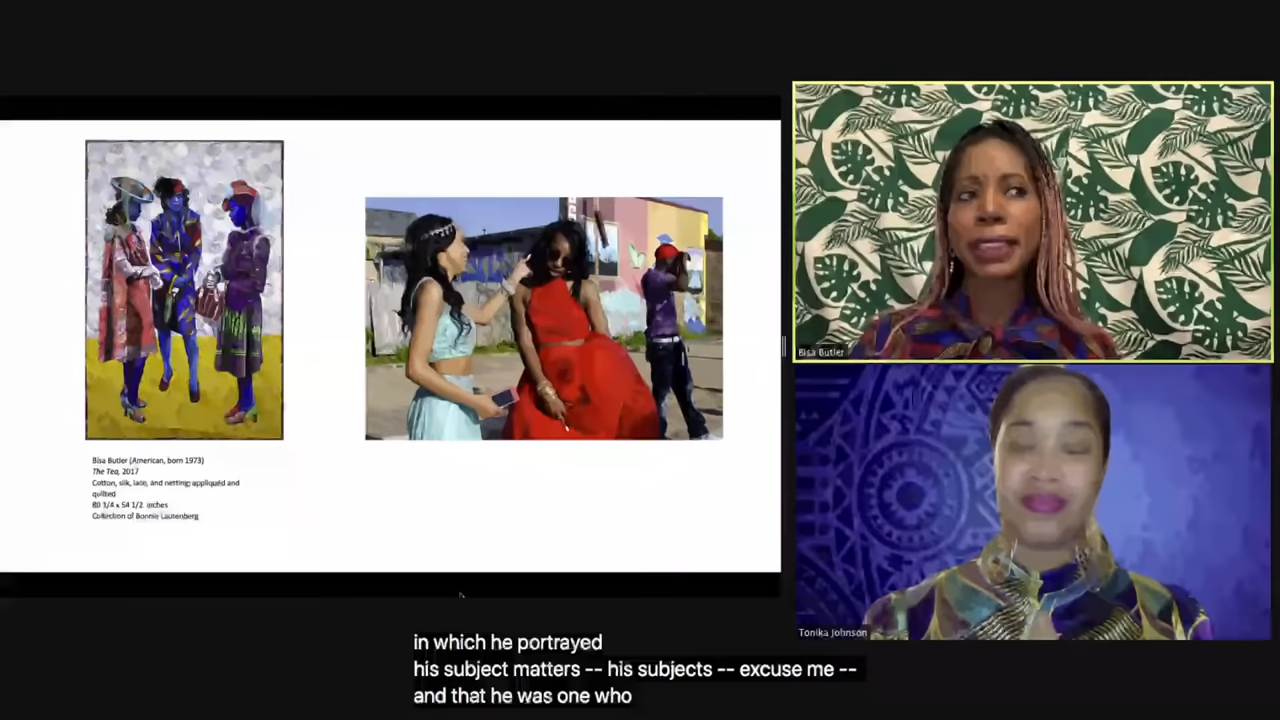 Bisa Butler (American, born 1973)
The Tea, 2017
Cotton, silk, lace, and netting; appliquéd and
quilted
80 3/4 x 54 1/2 inches
Collection of Bonnie Lautenberg
Bisa Butler
Tonika Johnson
in which he portrayed
his subject matters -- his subjects -- excuse me --
and that he was one who